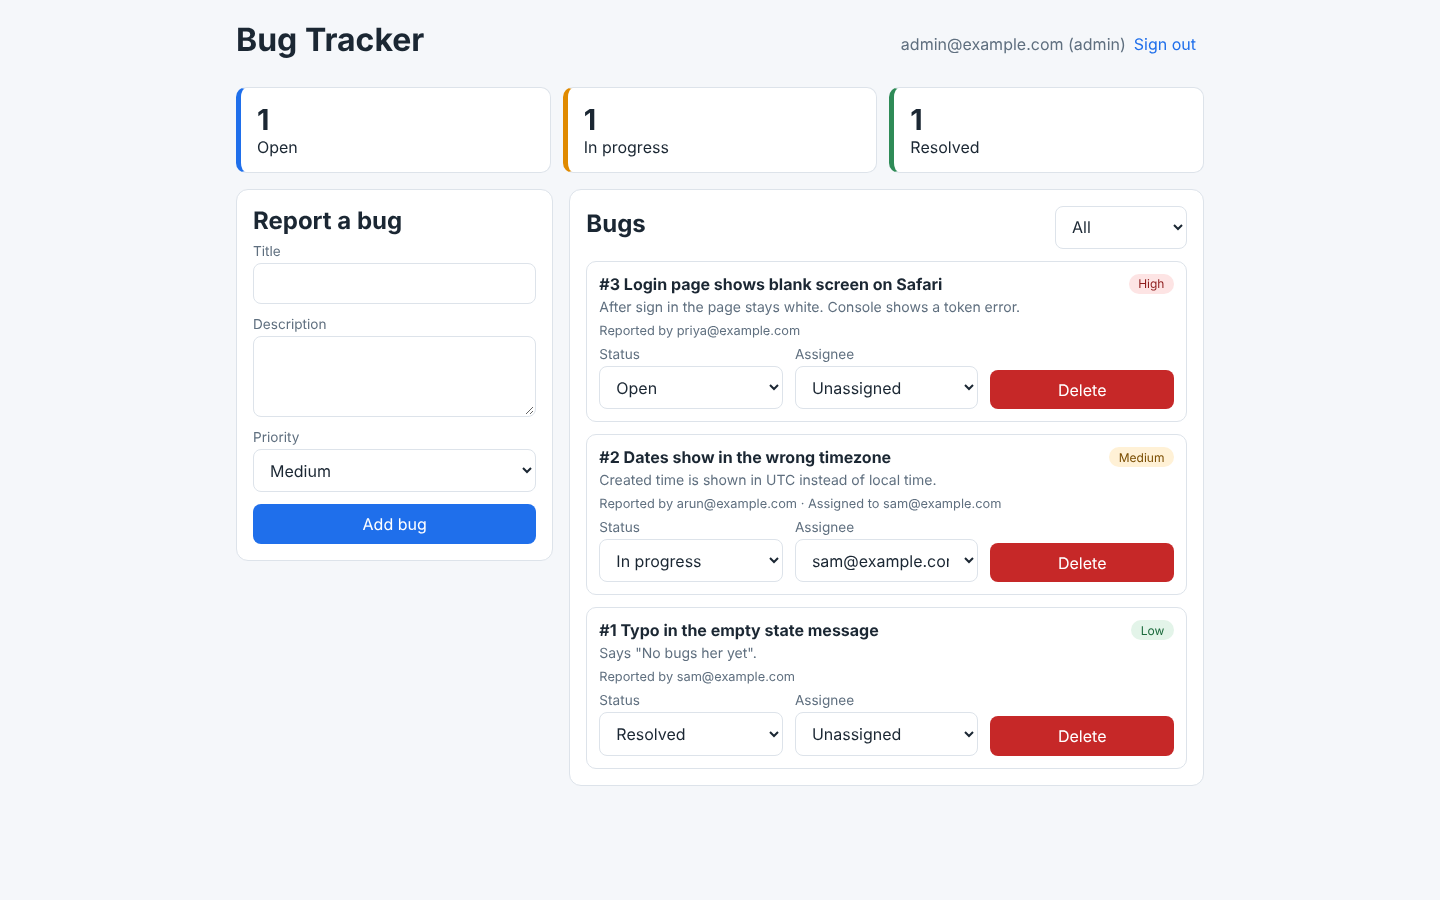 Bug Tracker
admin@example.com (admin) Sign out
1
Open
1
In progress
1
Resolved
Report a bug
Title
Description
Priority
Medium
Add bug
Bugs
All
#3 Login page shows blank screen on Safari
High
After sign in the page stays white. Console shows a token error.
Reported by priya@example.com
Status
Assignee
Open
Unassigned
Delete
#2 Dates show in the wrong timezone
Medium
Created time is shown in UTC instead of local time.
Reported by arun@example.com · Assigned to sam@example.com
Status
Assignee
In progress
sam@example.cor
Delete
#1 Typo in the empty state message
Low
Says "No bugs her yet".
Reported by sam@example.com
Status
Assignee
Resolved
Unassigned
Delete